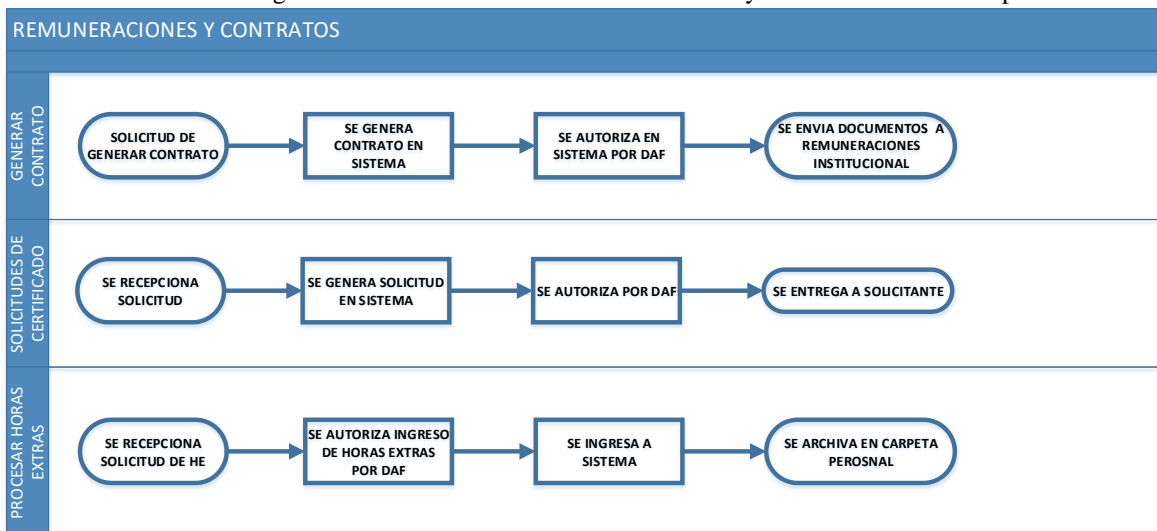 REMUNERACIONES Y CONTRATOS
GENERAR
CONTRATO
SOLICITUD DE
GENERAR CONTRATO
SE GENERA
CONTRATO EN
SISTEMA
SE AUTORIZA EN
SISTEMA POR DAF
SE ENVIA DOCUMENTOS A
REMUNERACIONES
INSTITUCIONAL
SOLICITUDES DE
CERTIFICADO
SE RECEPCIONA
SOLICITUD
SE GENERA SOLICITUD
EN SISTEMA
SE AUTORIZA POR DAF
SE ENTREGA A SOLICITANTE
PROCESAR HORAS
EXTRAS
SE RECEPCIONA
SOLICITUD DE HE
SE AUTORIZA INGRESO
DE HORAS EXTRAS
POR DAF
SE INGRESA A
SISTEMA
SE ARCHIVA EN CARPETA
PEROSNAL